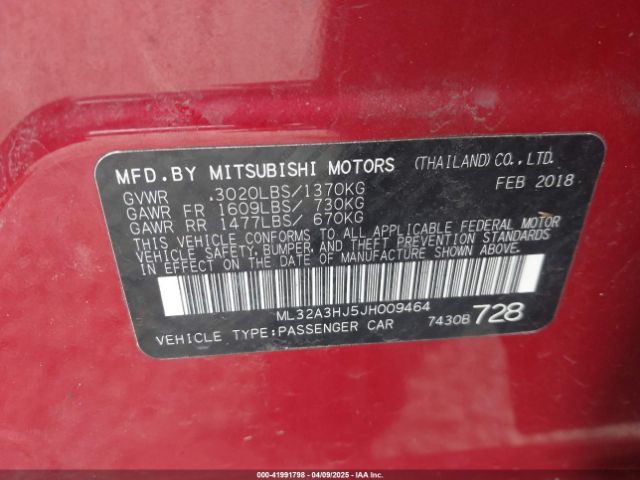 MFD.BY MITSUBISHI MOTORS (THAILAND)CO.,LTD.
FEB 2018
GVWR .3020LBS/1370KG
GAWR FR 1609LBS/ 730KG
GAWR RR 1477LBS/ 670KG
THIS VEHICLE CONFORMS TO ALL APPLICABLE FEDERAL MOTOR
VEHICLE SAFETY,BUMPER,AND THEFT PREVENTION STANDARDS
IN EFFECT ON THE DATE OF MANUFACTURE SHOWN ABOVE.
ML32A3HJ5JH009464
VEHICLE TYPE:PASSENGER CAR 7430B 728
000-41991798 04/09/2025 IAAI.COM